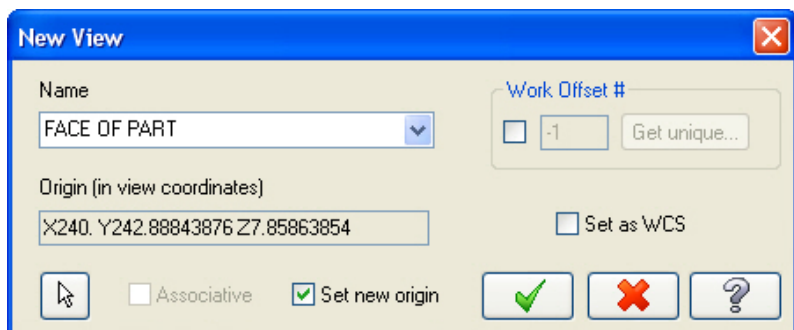 New View
Name
Work Offset #
FACE OF PART
-1
Get unique...
Origin (in view coordinates)
X240. Y242.88843876 Z7.85863854
Set as WCS
Associative
Set new origin